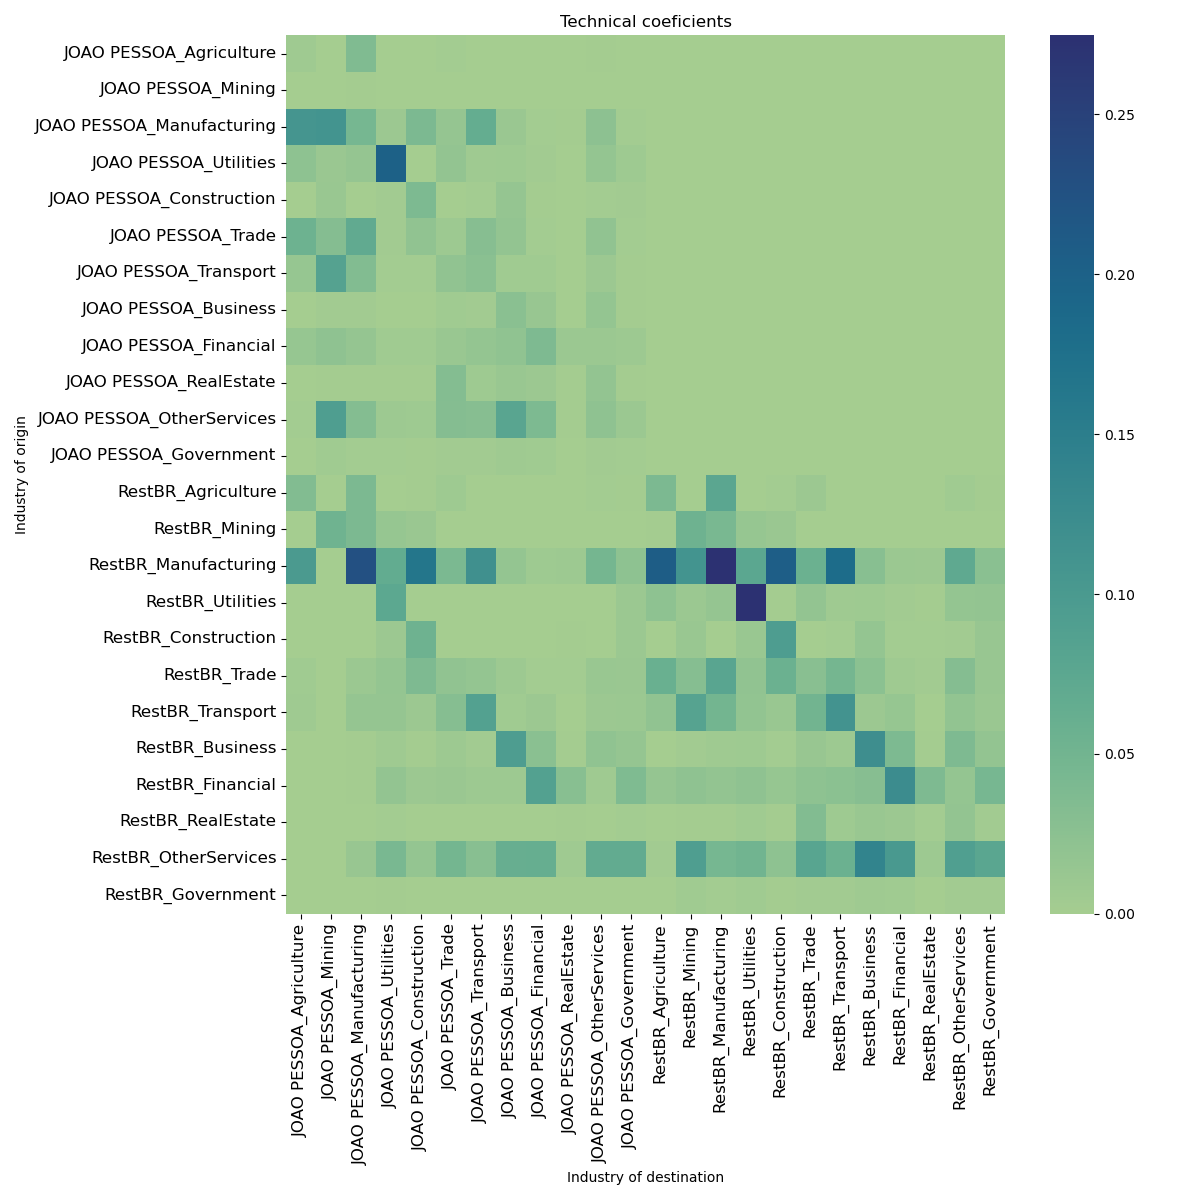 Technical coeficients
JOAO PESSOA_Agriculture
JOAO PESSOA_Mining
JOAO PESSOA_Manufacturing
JOAO PESSOA_Utilities
JOAO PESSOA_Construction
JOAO PESSOA_Trade
JOAO PESSOA_Transport
JOAO PESSOA_Business
JOAO PESSOA_Financial
JOAO PESSOA_RealEstate
JOAO PESSOA_OtherServices
JOAO PESSOA_Government
RestBR_Agriculture
RestBR_Mining
RestBR_Manufacturing
RestBR_Utilities
RestBR_Construction
RestBR_Trade
RestBR_Transport
RestBR_Business
RestBR_Financial
RestBR_RealEstate
RestBR_OtherServices
RestBR_Government
Industry of origin
JOAO PESSOA_Agriculture
JOAO PESSOA_Mining
JOAO PESSOA_Manufacturing
JOAO PESSOA_Utilities
JOAO PESSOA_Construction
JOAO PESSOA_Trade
JOAO PESSOA_Transport
JOAO PESSOA_Business
JOAO PESSOA_Financial
JOAO PESSOA_RealEstate
JOAO PESSOA_OtherServices
JOAO PESSOA_Government
RestBR_Agriculture
RestBR_Mining
RestBR_Manufacturing
RestBR_Utilities
RestBR_Construction
RestBR_Trade
RestBR_Transport
RestBR_Business
RestBR_Financial
RestBR_RealEstate
RestBR_OtherServices
RestBR_Government
Industry of destination
0.25
0.20
0.15
0.10
0.05
0.00